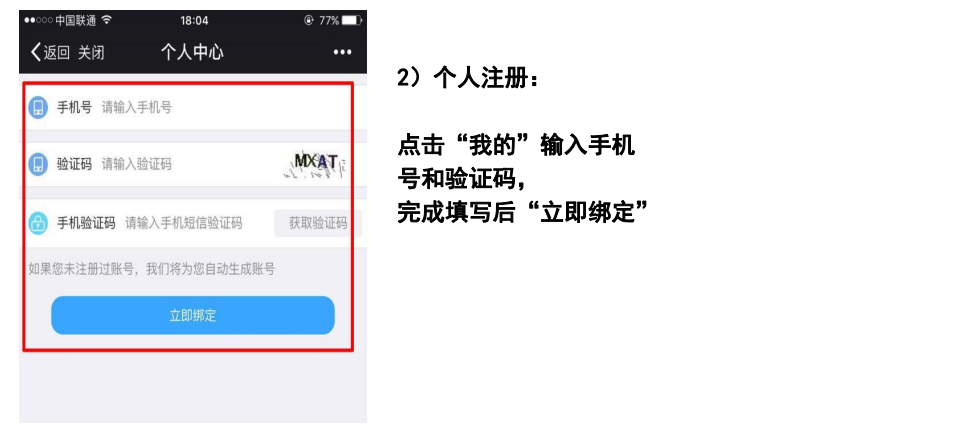 中国联通 18:04 77%
返回 关闭 个人中心
手机号 请输入手机号
验证码 请输入验证码 MXAT
手机验证码 请输入手机短信验证码 获取验证码
如果您未注册过账号，我们将为您自动生成账号
立即绑定
2）个人注册：
点击“我的”输入手机
号和验证码，
完成填写后“立即绑定”